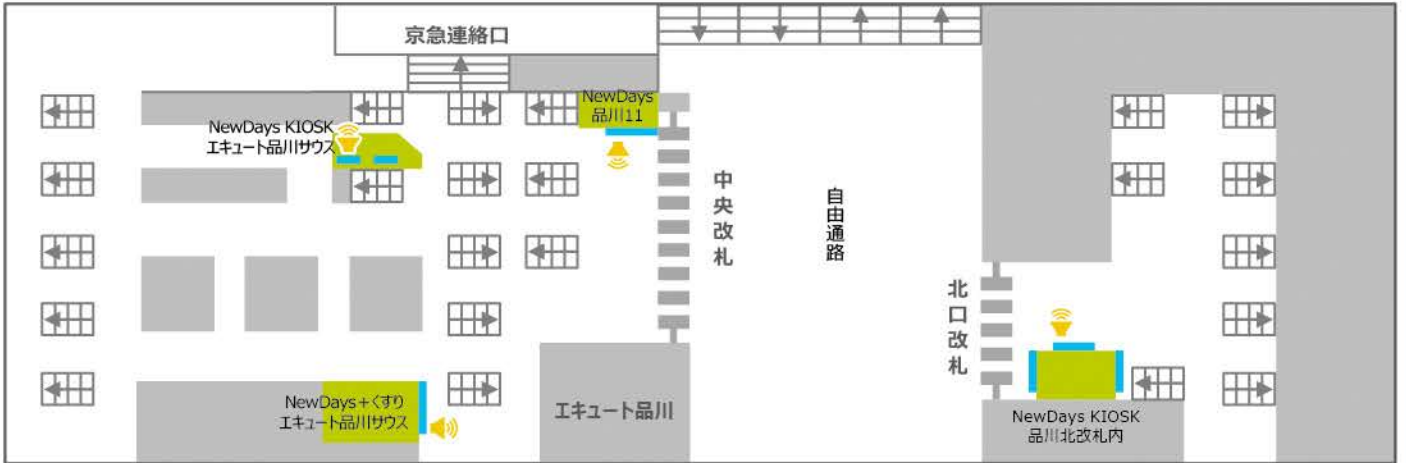 京急連絡口
NewDays
品川11
NewDays KIOSK
エキュート品川サウス
中央改札
自由通路
北口改札
NewDays+くすり
エキュート品川サウス
エキュート品川
NewDays KIOSK
品川北改札内